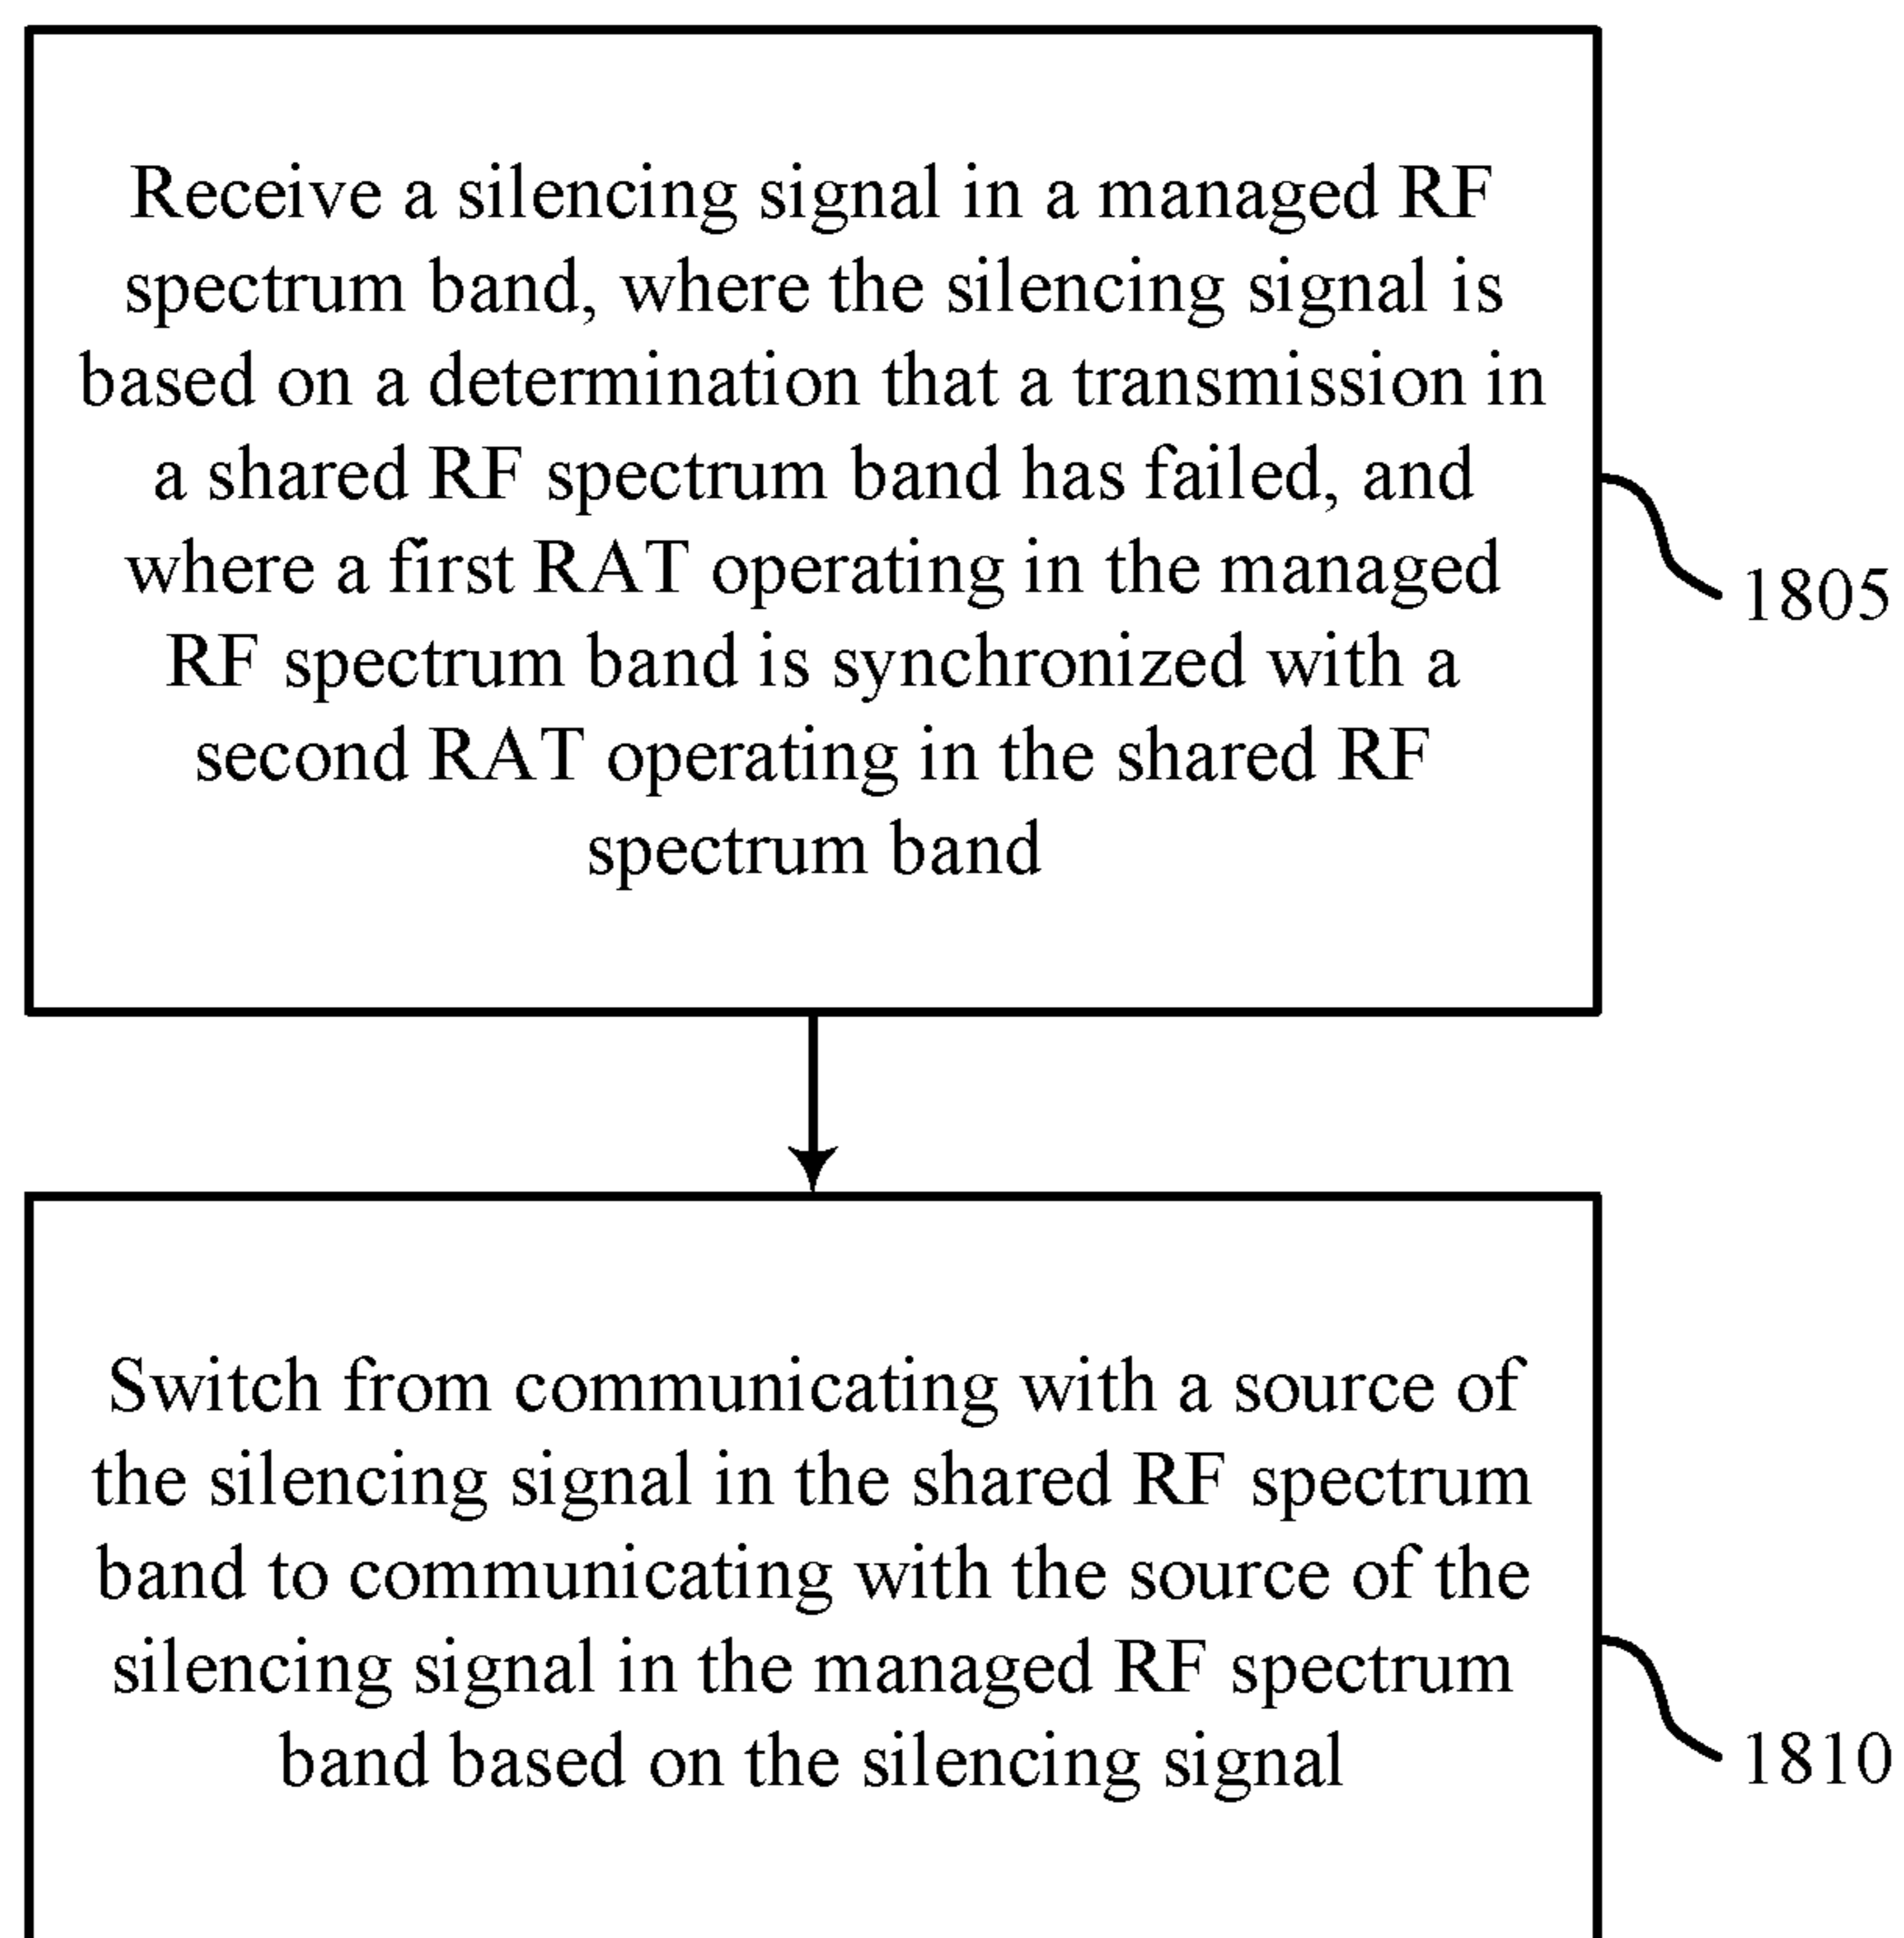 Receive a silencing signal in a managed RF
spectrum band, where the silencing signal is
based on a determination that a transmission in
a shared RF spectrum band has failed, and
where a first RAT operating in the managed
RF spectrum band is synchronized with a
second RAT operating in the shared RF
spectrum band
1805
Switch from communicating with a source of
the silencing signal in the shared RF spectrum
band to communicating with the source of the
silencing signal in the managed RF spectrum
band based on the silencing signal
1810